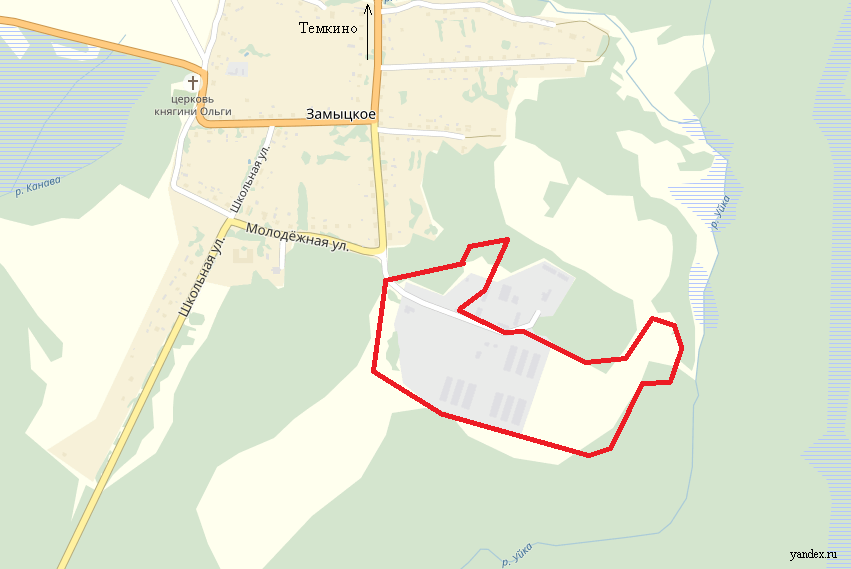 Темкино
церковь
княгини Ольги
Замыцкое
Школьная ул.
р. Канава
р. Уйка
Молодёжная ул.
Школьная ул.
р. Уйка
yandex.ru